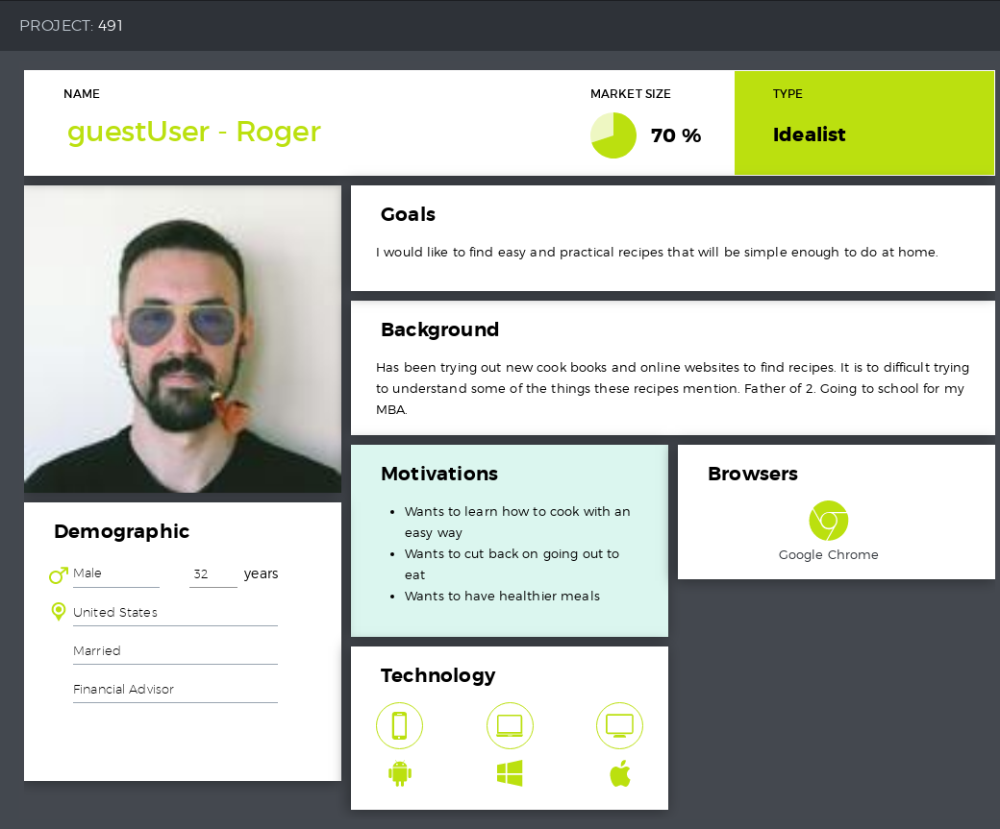 PROJECT: 491
NAME
guestUser - Roger
MARKET SIZE
70 %
TYPE
Idealist
Goals
I would like to find easy and practical recipes that will be simple enough to do at home.
Background
Has been trying out new cook books and online websites to find recipes. It is to difficult trying
to understand some of the things these recipes mention. Father of 2. Going to school for my
MBA.
Demographic
Male 32 years
United States
Married
Financial Advisor
Motivations
• Wants to learn how to cook with an
easy way
• Wants to cut back on going out to
eat
• Wants to have healthier meals
Browsers
Google Chrome
Technology